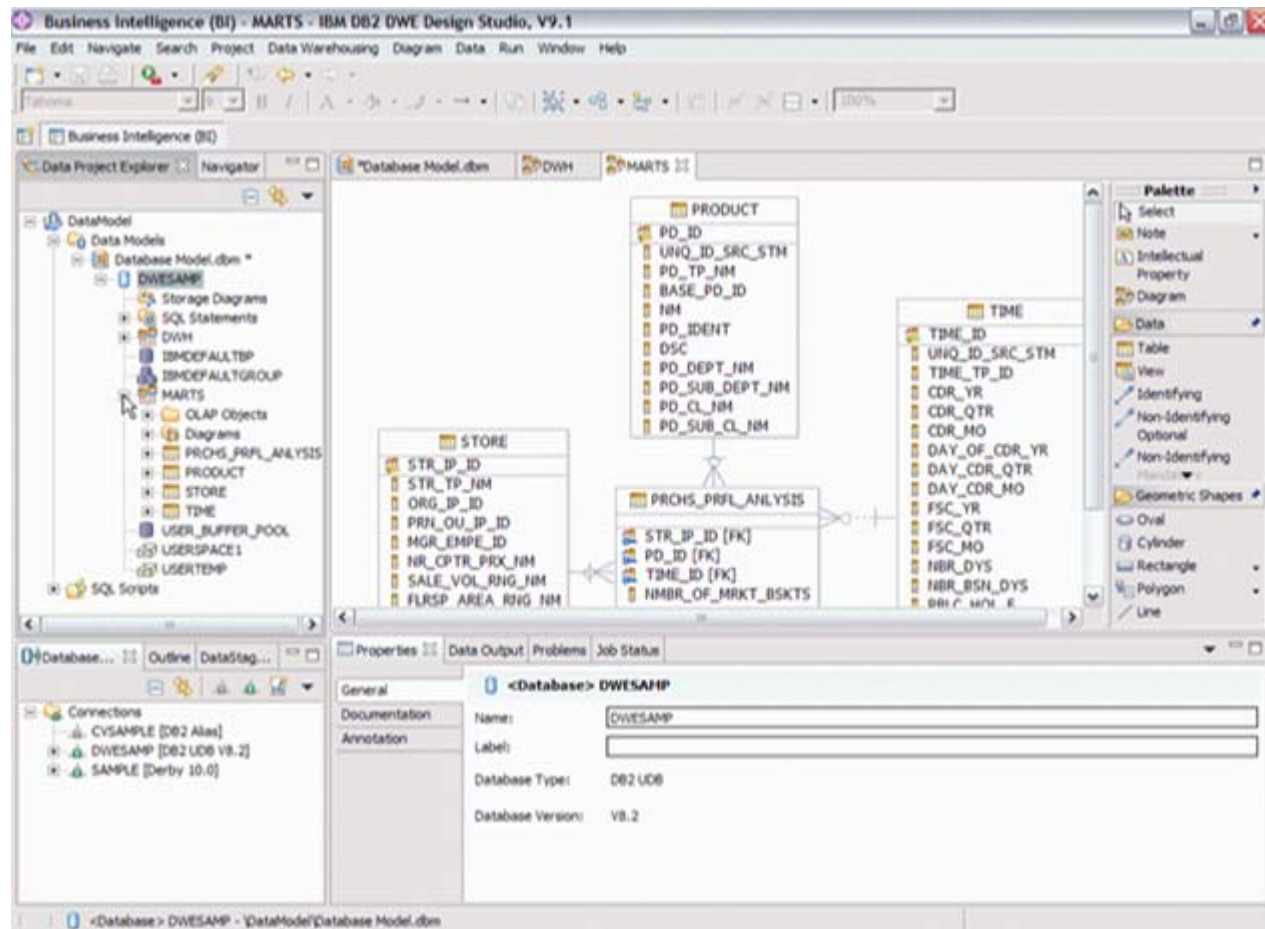 Business Intelligence (BI) - MARTS - IBM DB2 DWE Design Studio, V9.1
File Edit Navigate Search Project Data Warehousing Diagram Data Run Window Help
Tahoma 9 B I A 100%
Business Intelligence (BI)
Data Project Explorer Navigator
DataModel
Data Models
Database Model.dbm *
DWESAMP
Storage Diagrams
SQL Statements
DWH
IBMDEFAULTBP
IBMDEFAULTGROUP
MARTS
OLAP Objects
Diagrams
PRCHS_PRFL_ANLYSIS
PRODUCT
STORE
TIME
USER_BUFFER_POOL
USERSPACE1
USERTEMP
SQL Scripts
*Database Model.dbm DWH MARTS
PRODUCT
PD_ID
UNQ_ID_SRC_STM
PD_TP_NM
BASE_PD_ID
NM
PD_IDENT
DSC
PD_DEPT_NM
PD_SUB_DEPT_NM
PD_CL_NM
PD_SUB_CL_NM
STORE
STR_IP_ID
STR_TP_NM
ORG_IP_ID
PRN_OU_IP_ID
MGR_EMPE_ID
NR_CPTR_PRX_NM
SALE_VOL_RNG_NM
FLRSP_AREA_RNG_NM
PRCHS_PRFL_ANLYSIS
STR_IP_ID [FK]
PD_ID [FK]
TIME_ID [FK]
NMBR_OF_MRKT_BSKTS
TIME
TIME_ID
UNQ_ID_SRC_STM
TIME_TP_ID
CDR_YR
CDR_QTR
CDR_MO
DAY_OF_CDR_YR
DAY_CDR_QTR
DAY_CDR_MO
FSC_YR
FSC_QTR
FSC_MO
NBR_DYS
NBR_BSN_DYS
Palette
Select
Note
Intellectual
Property
Diagram
Data
Table
View
Identifying
Non-Identifying
Optional
Non-Identifying
Geometric Shapes
Oval
Cylinder
Rectangle
Polygon
Line
Database... Outline DataStag...
Connections
CVSAMPLE [DB2 Alias]
DWESAMP [DB2 UDB V8.2]
SAMPLE [Derby 10.0]
Properties Data Output Problems Job Status
General
Documentation
Annotation
<Database> DWESAMP
Name: DWESAMP
Label:
Database Type: DB2 UDB
Database Version: V8.2
<Database> DWESAMP - \DataModel\Database Model.dbm